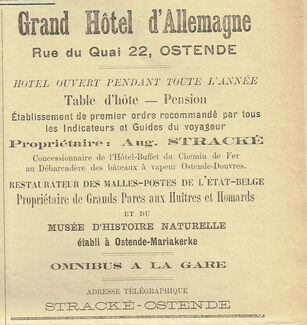 Grand Hôtel d'Allemagne
Rue du Quai 22, OSTENDE
HOTEL OUVERT PENDANT TOUTE L'ANNÉE
Table d'hôte — Pension
Établissement de premier ordre recommandé par tous
les Indicateurs et Guides du voyageur
Propriétaire: Aug. STRACKÉ
Concessionnaire de l'Hôtel-Buffet du Chemin de Fer
au Débarcadère des bâteaux à vapeur Ostende-Douvres.
RESTAURATEUR DES MALLES-POSTES DE L'ÉTAT-BELGE
Propriétaire de Grands Parcs aux Huîtres et Homards
ET DU
MUSÉE D'HISTOIRE NATURELLE
établi à Ostende-Mariakerke
OMNIBUS A LA GARE
ADRESSE TÉLÉGRAPHIQUE
STRACKÉ-OSTENDE